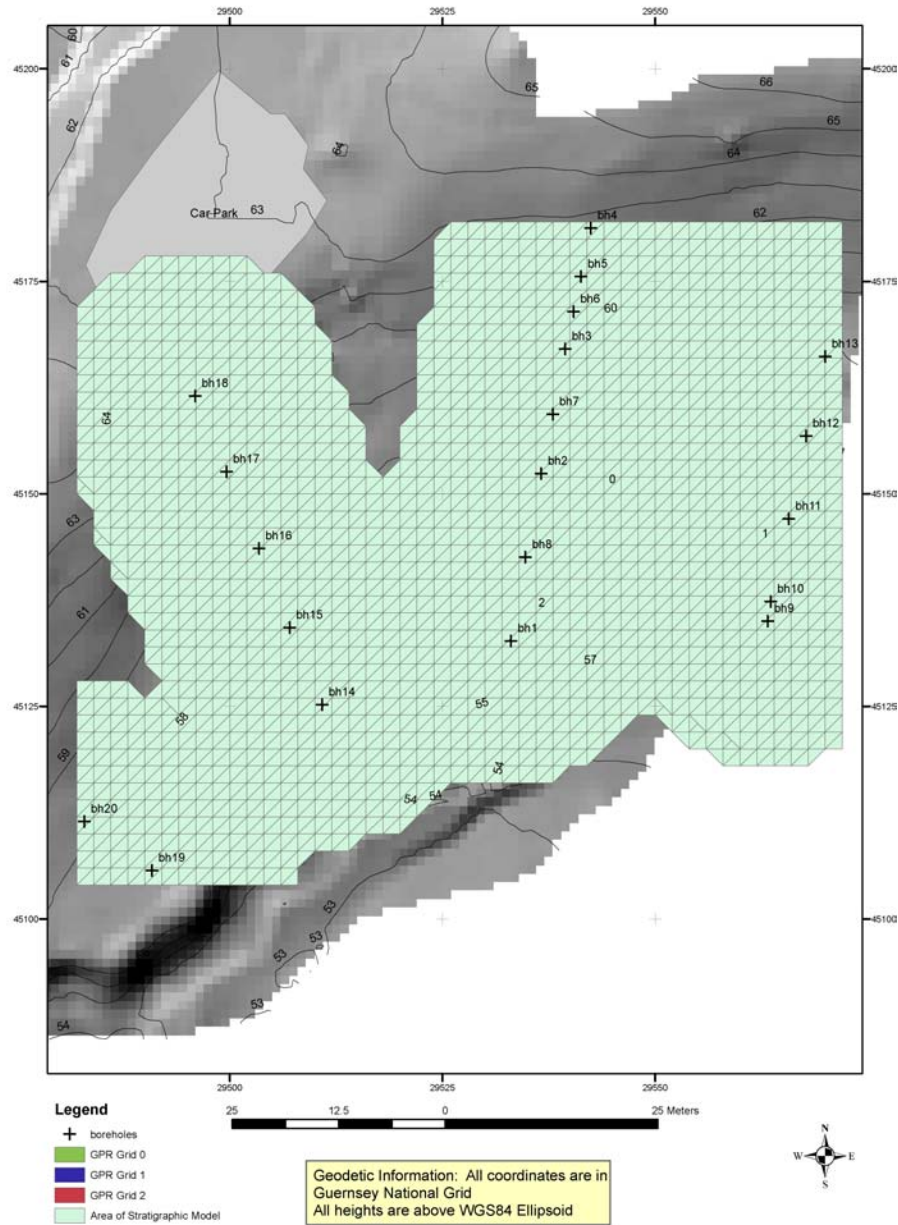 29500 29525 29550
60
61
62
65
66
65
64
64
62
45200 45200
Car-Park 63
bh4
45175 bh5 45175
bh6
60
bh3
bh13
bh18
bh7
64
bh12
bh17 bh2
0
45150 45150
63
bh11
bh16 bh8
1
61
bh10
2
bh9
bh15 bh1
57
58
bh14
55
45125 45125
59
54
54
54
bh20
bh19
53
45100 45100
53
53
53
54
29500 29525 29550
Legend
25 12.5 0 25 Meters
boreholes
GPR Grid 0
GPR Grid 1
GPR Grid 2
Area of Stratigraphic Model
Geodetic Information: All coordinates are in
Guernsey National Grid
All heights are above WGS84 Ellipsoid
N
W E
S